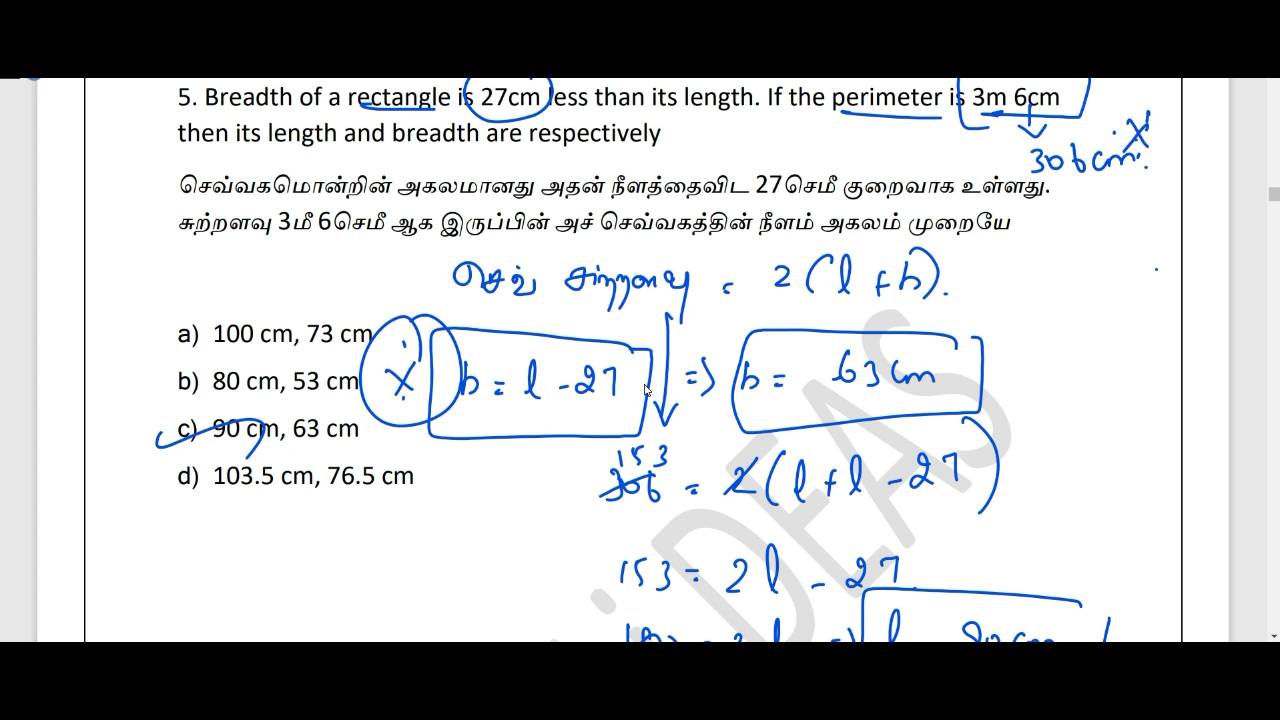 5. Breadth of a rectangle is 27cm less than its length. If the perimeter is 3m 6cm
then its length and breadth are respectively
306cm.
செவ்வகமொன்றின் அகலமானது அதன் நீளத்தைவிட 27செமீ குறைவாக உள்ளது.
சுற்றளவு 3மீ 6செமீ ஆக இருப்பின் அச் செவ்வகத்தின் நீளம் அகலம் முறையே
செவ் சுற்றளவு = 2(l+b).
a) 100 cm, 73 cm
b) 80 cm, 53 cm
b = l -27 => b = 63cm
c) 90 cm, 63 cm
153
d) 103.5 cm, 76.5 cm
306 = 2(l+l-27)
DEAS
153 = 2l - 27